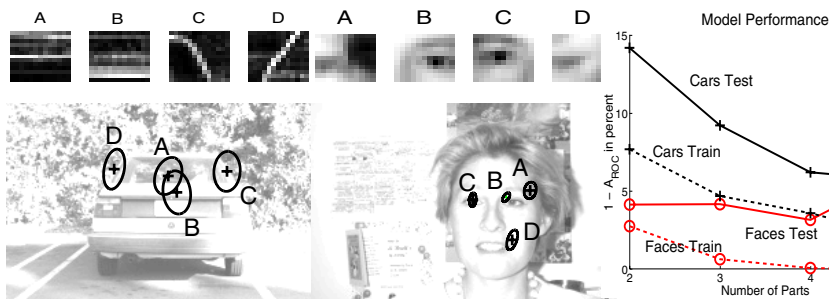 A B C D A B C D
Model Performance
D A C B
C B A D
1 − A_ROC in percent
15
10
5
0
Cars Test
Cars Train
Faces Test
Faces Train
2 3 4
Number of Parts